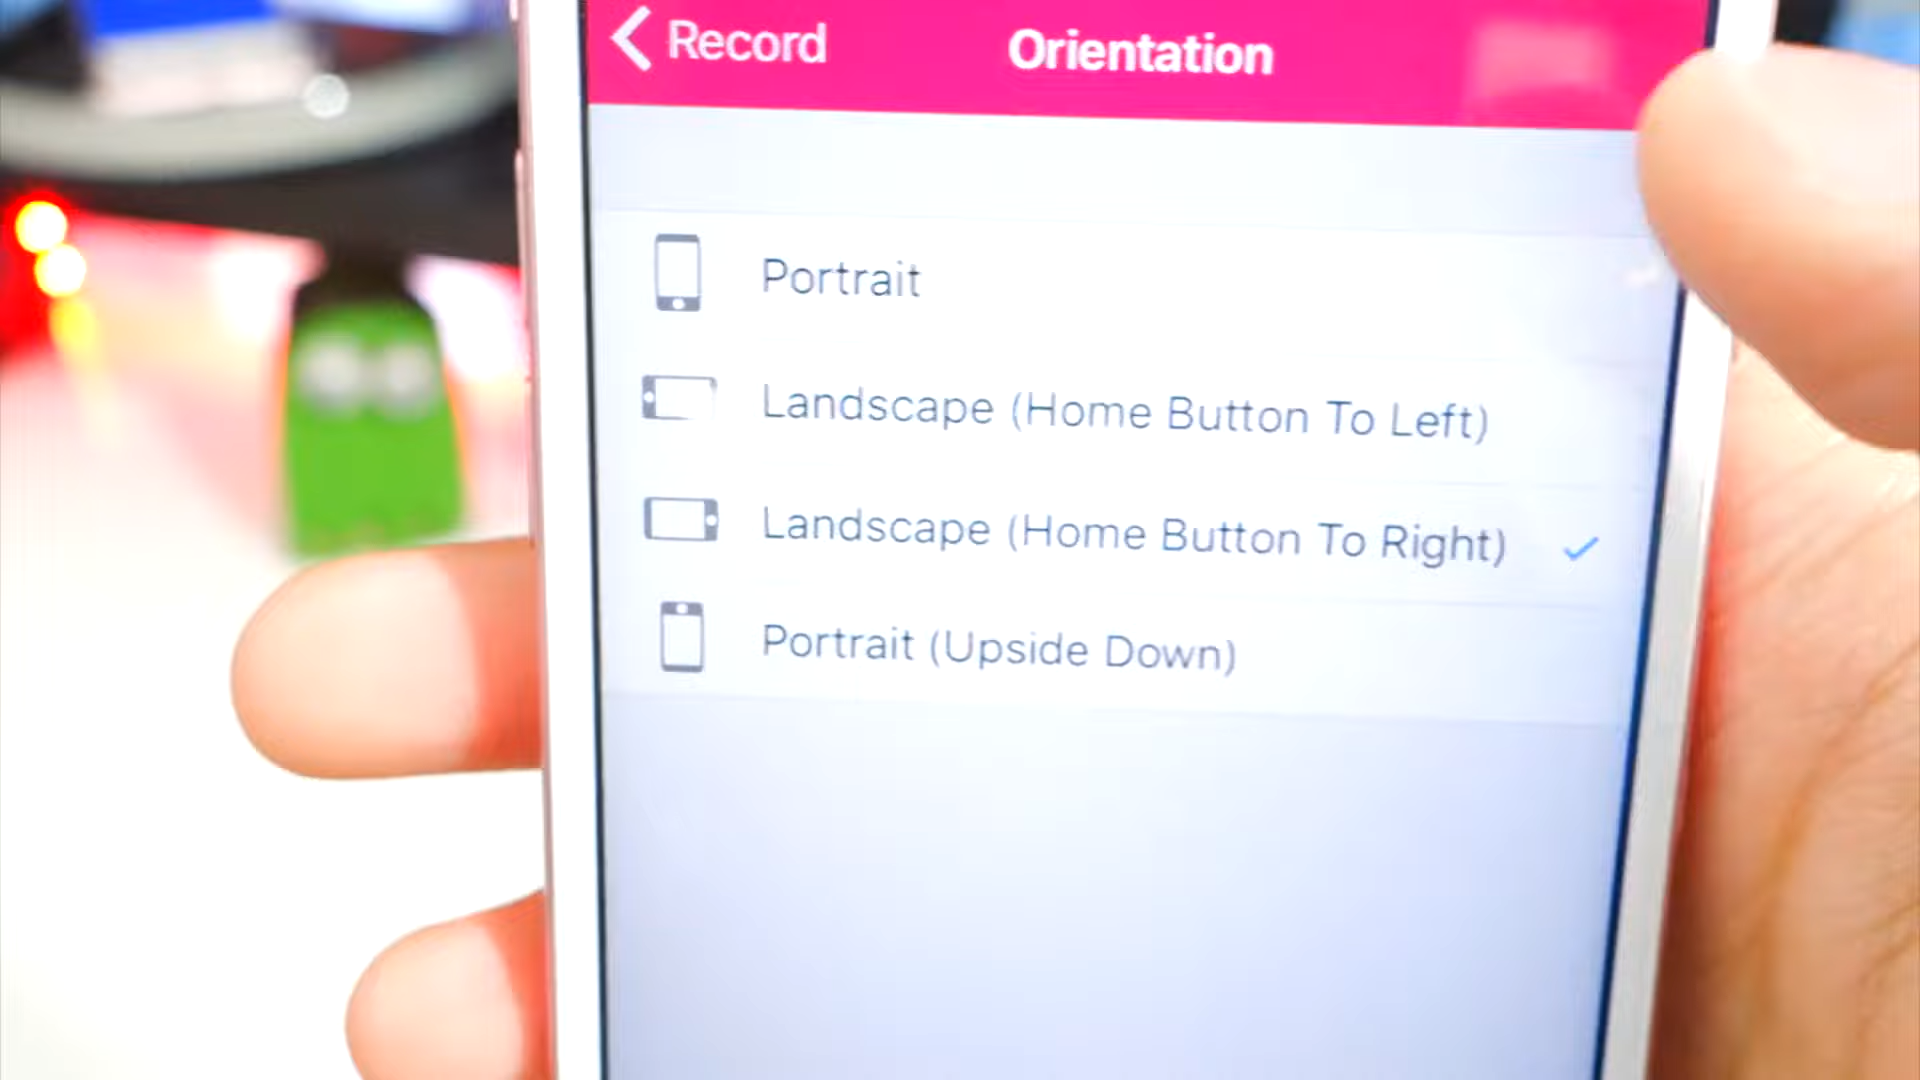 Record
Orientation
Portrait
Landscape (Home Button To Left)
Landscape (Home Button To Right)
Portrait (Upside Down)